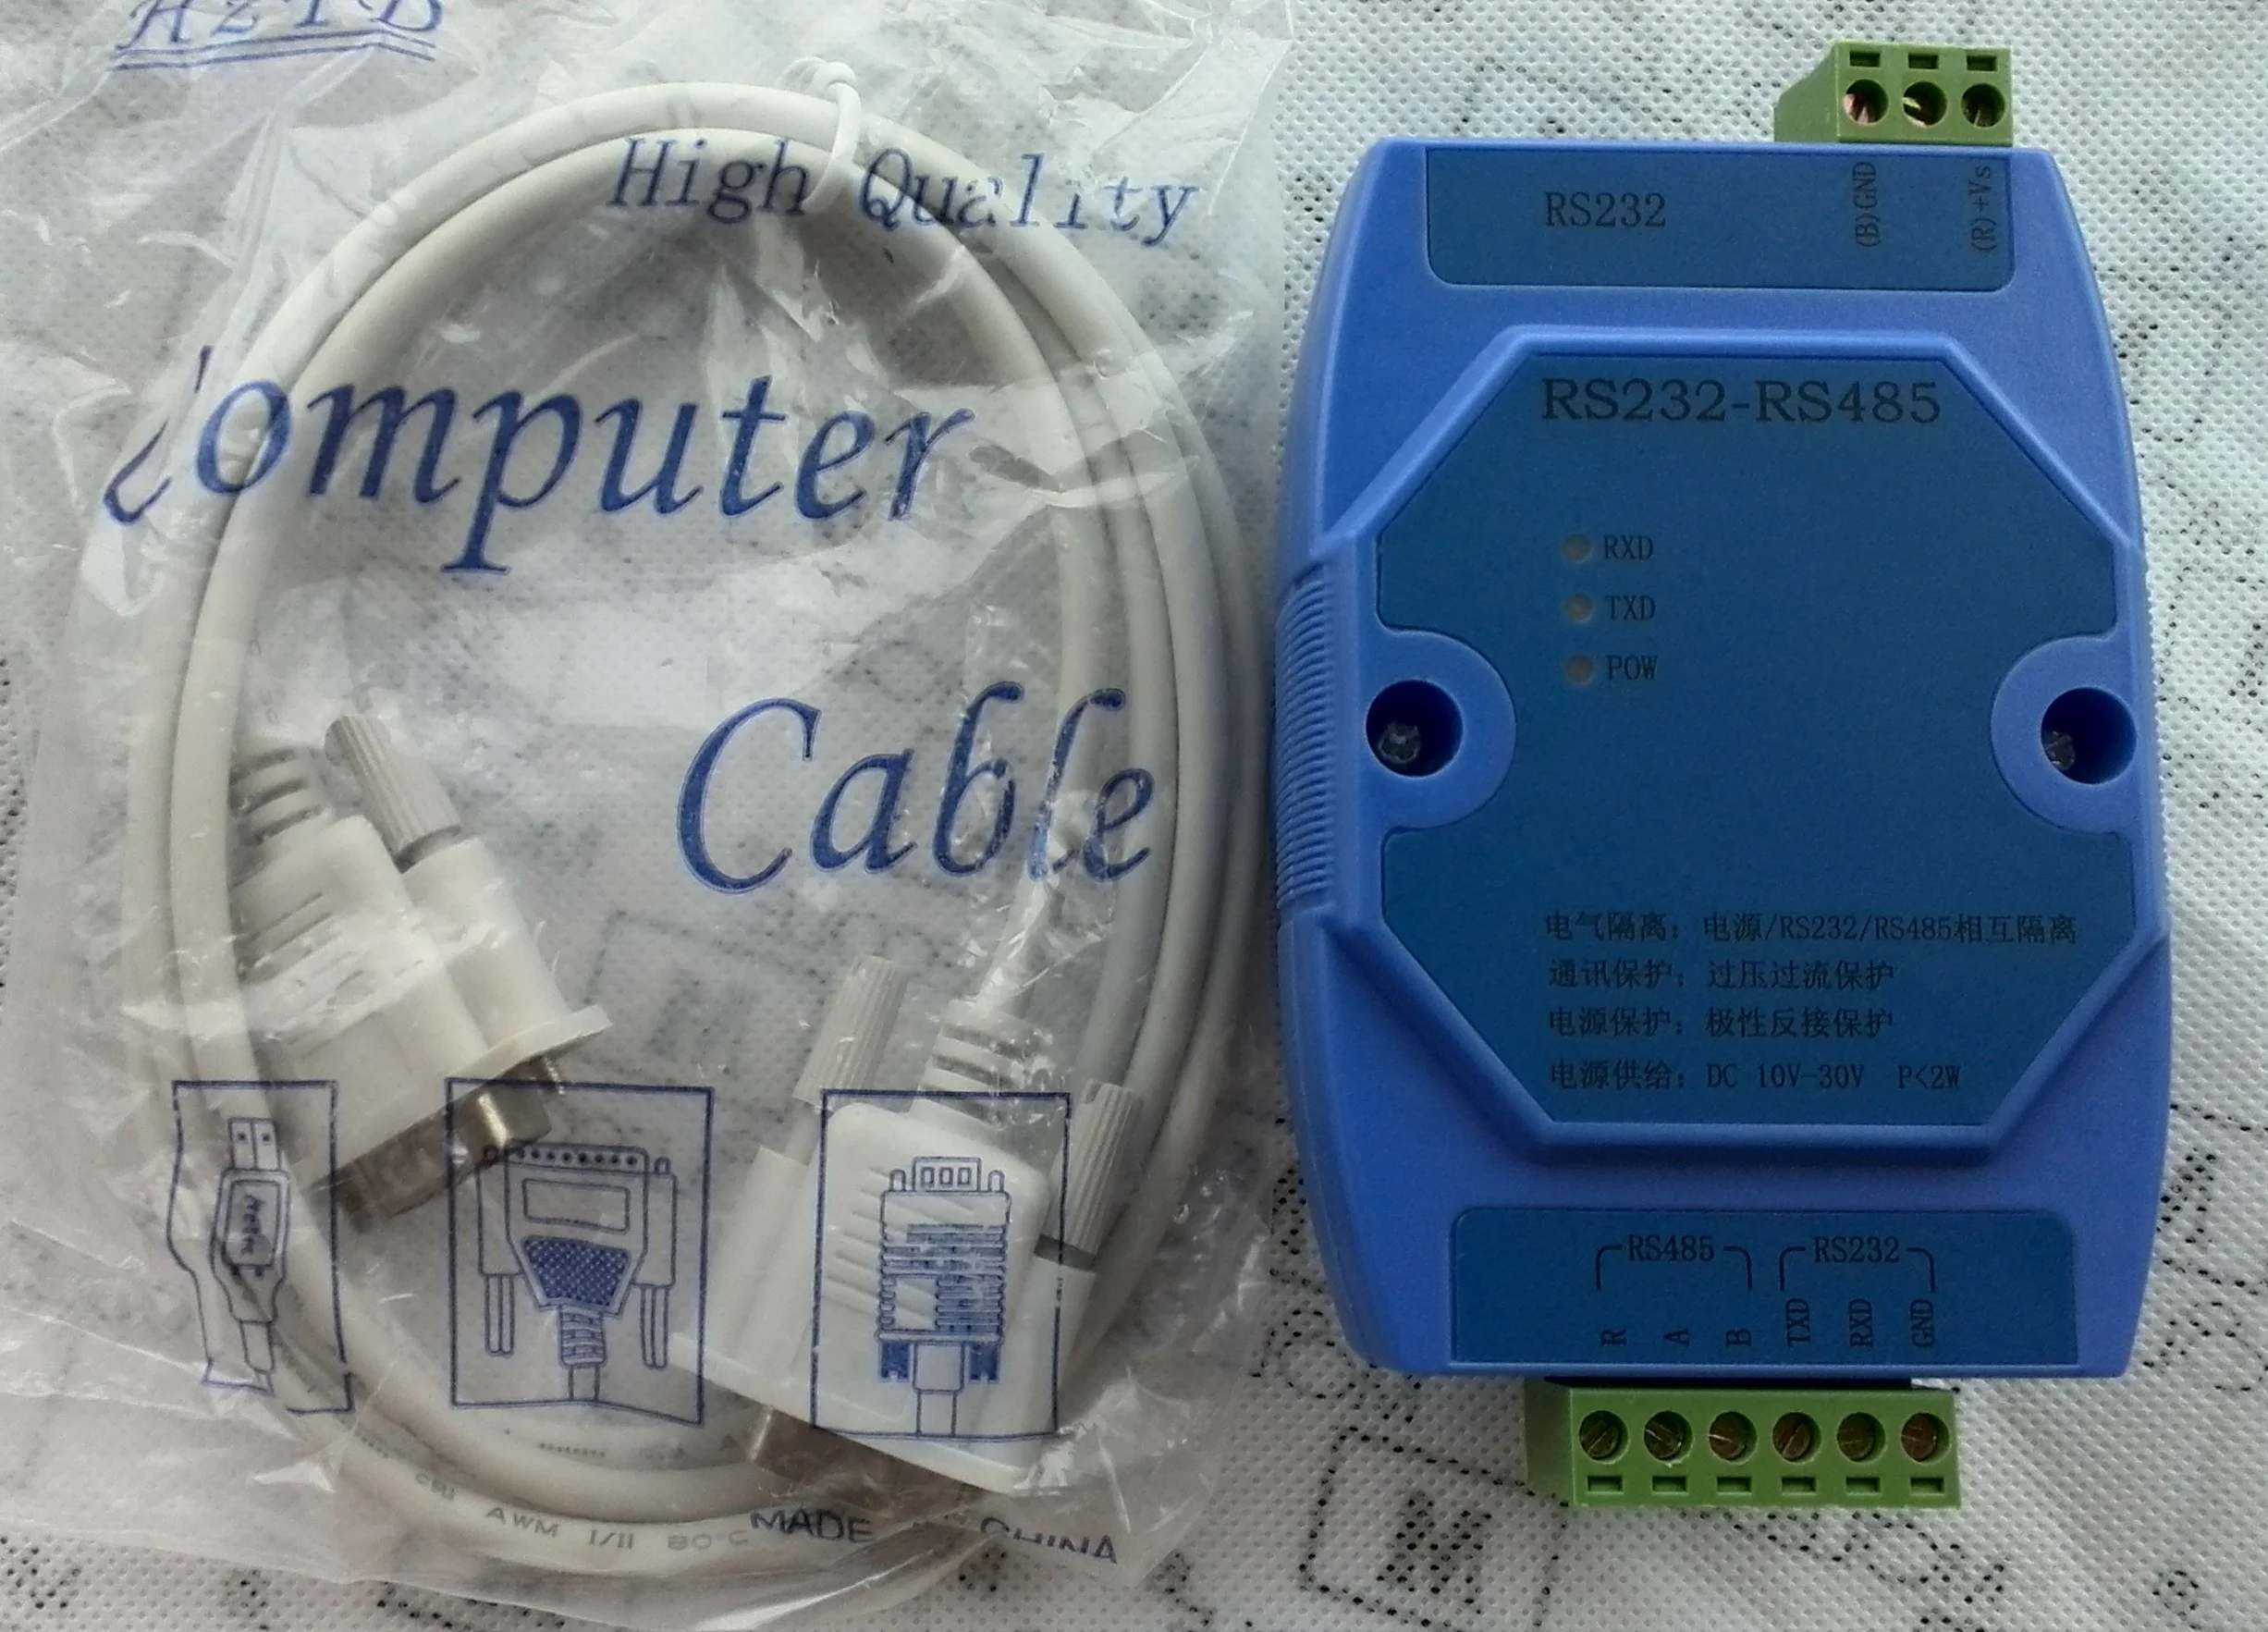 High Quality
Computer
Cable
AWM I/II 80°C
MADE
CHINA
RS232
(B)GND
(R)+Vs
RS232-RS485
RXD
TXD
POW
电气隔离：电源/RS232/RS485相互隔离
通讯保护：过压过流保护
电源保护：极性反接保护
电源供给：DC 10V-30V P<2W
RS485 RS232
R A B TXD RXD GND